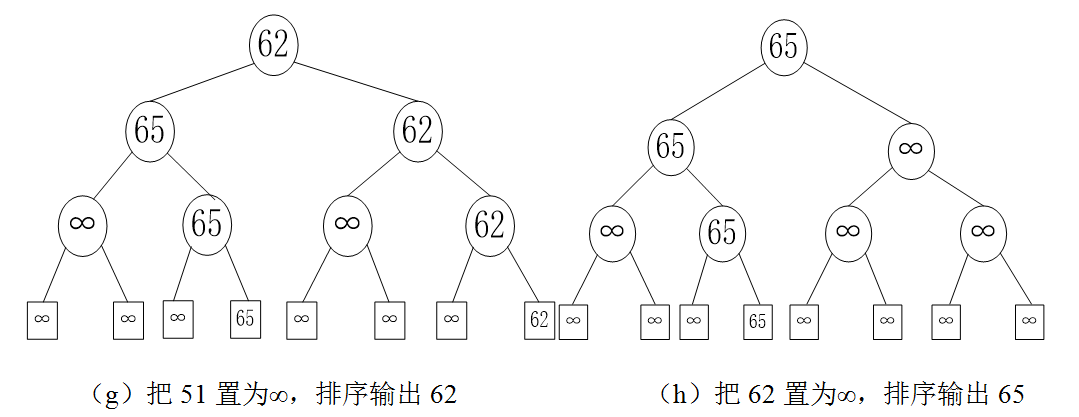 62 65
65 62 65 ∞
∞ 65 ∞ 62 ∞ 65 ∞ ∞
∞ ∞ ∞ 65 ∞ ∞ ∞ 62 ∞ ∞ ∞ 65 ∞ ∞ ∞ ∞
（g）把 51 置为∞，排序输出 62
（h）把 62 置为∞，排序输出 65